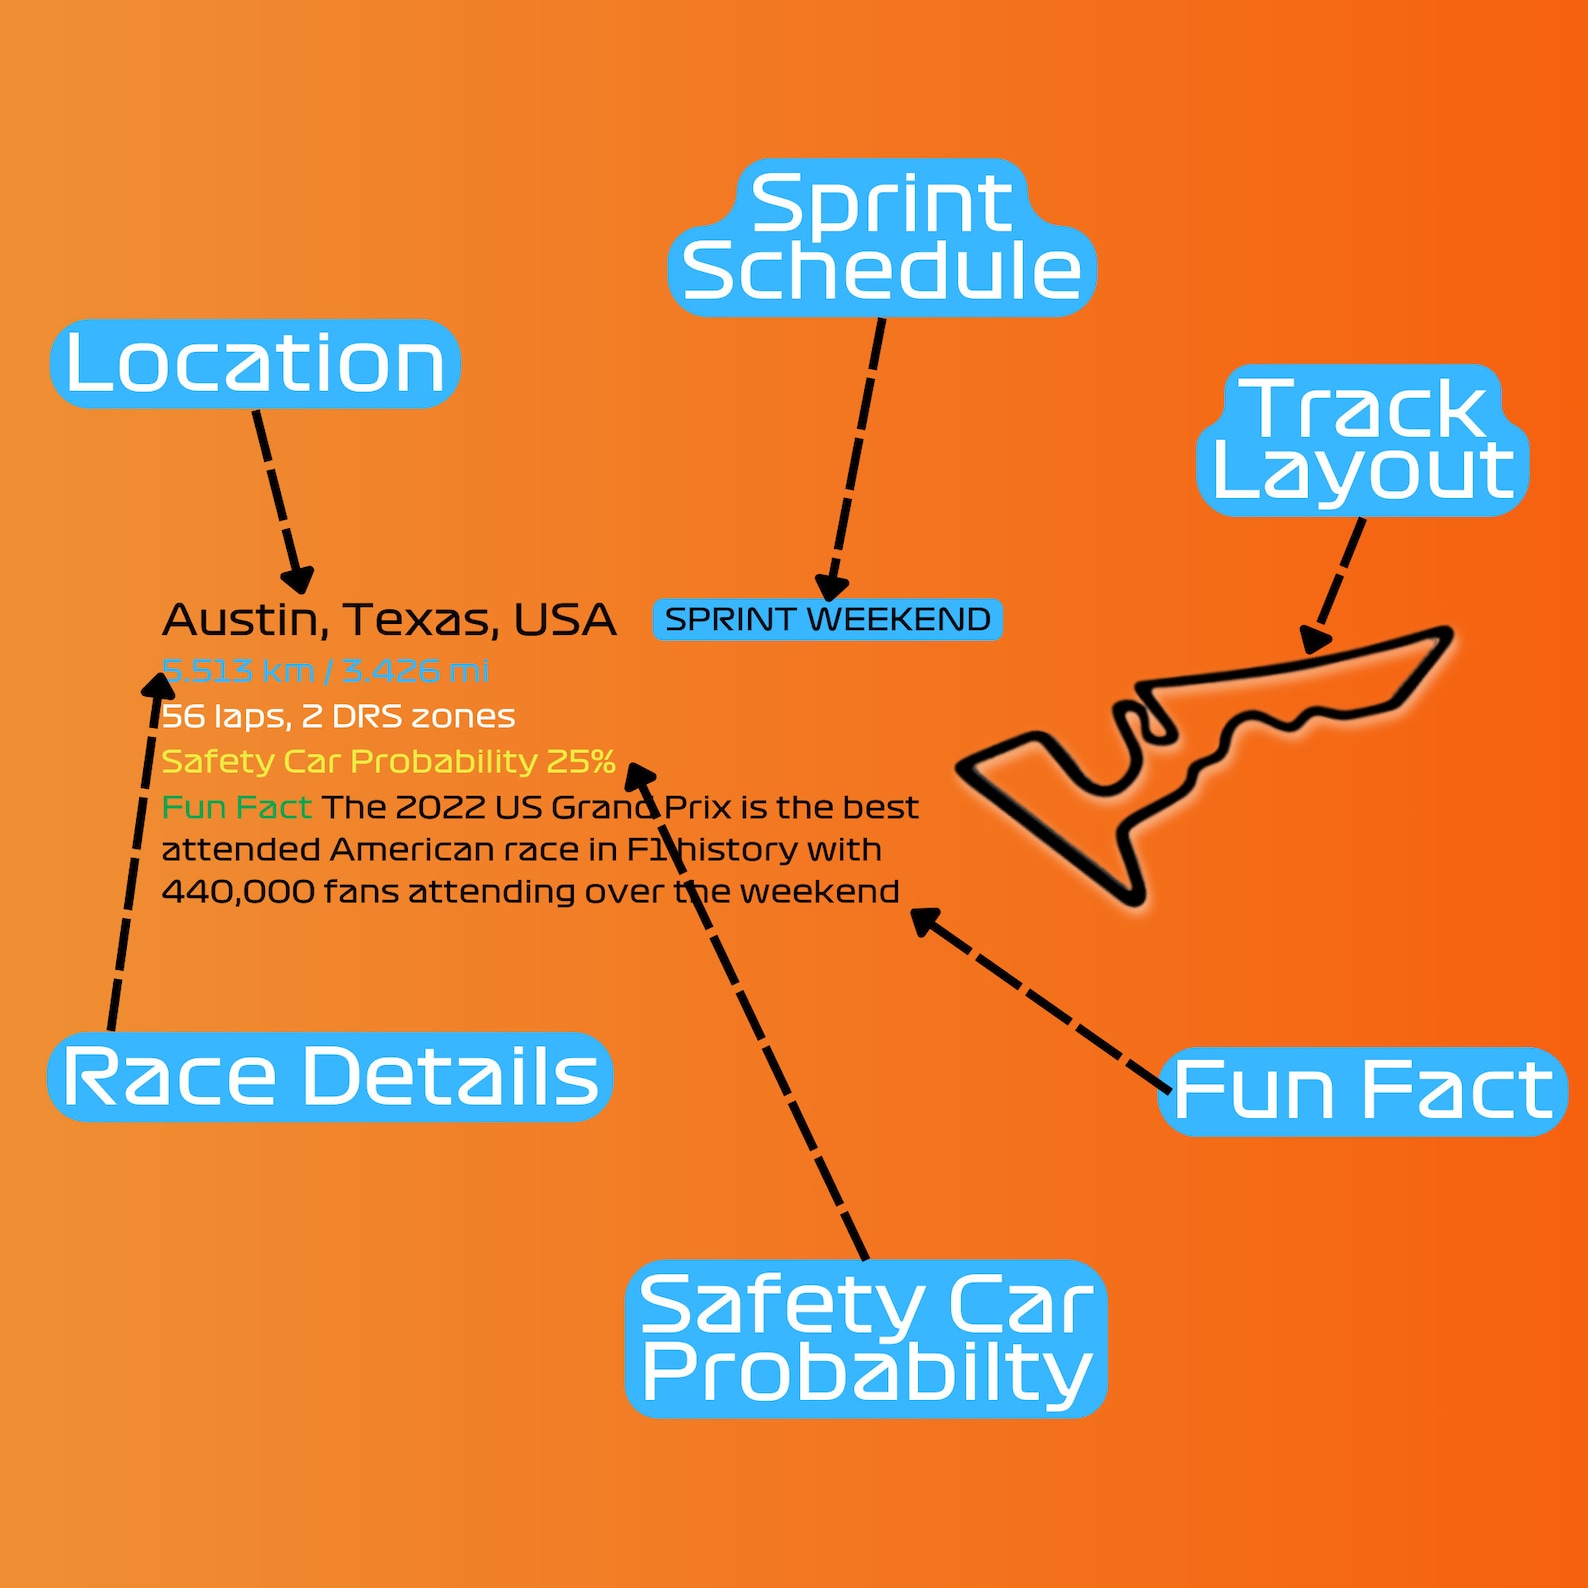 Sprint
Schedule
Location
Track
Layout
Austin, Texas, USA
SPRINT WEEKEND
5.513 km / 3.426 mi
56 laps, 2 DRS zones
Safety Car Probability 25%
Fun Fact The 2022 US Grand Prix is the best
attended American race in F1 history with
440,000 fans attending over the weekend
Race Details
Fun Fact
Safety Car
Probabilty